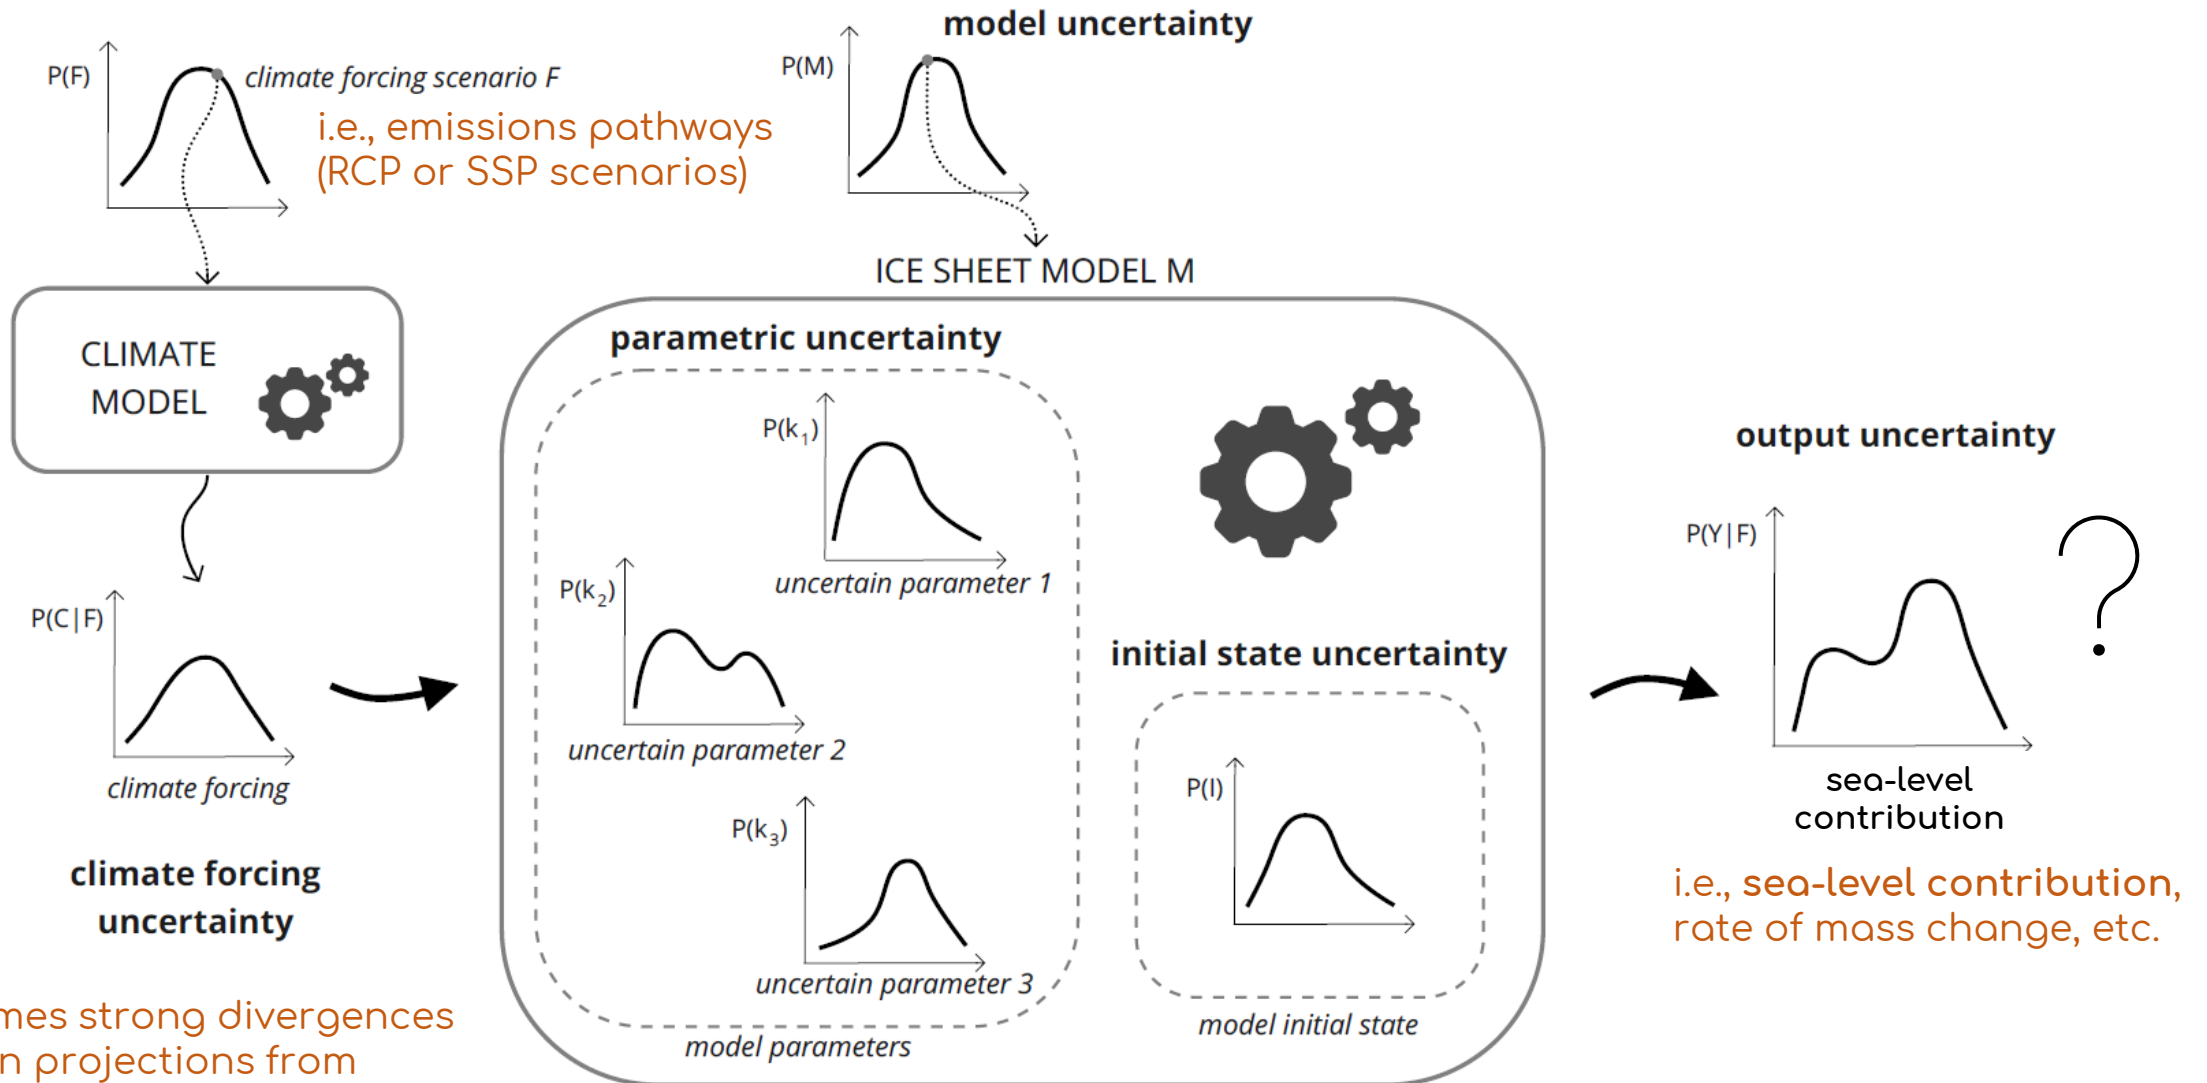 model uncertainty
P(F)
climate forcing scenario F
i.e., emissions pathways
(RCP or SSP scenarios)
P(M)
ICE SHEET MODEL M
CLIMATE
MODEL
parametric uncertainty
P(k₁)
uncertain parameter 1
P(k₂)
uncertain parameter 2
P(k₃)
uncertain parameter 3
model parameters
initial state uncertainty
P(I)
model initial state
P(C|F)
climate forcing
climate forcing
uncertainty
mes strong divergences
n projections from
output uncertainty
P(Y|F)
?
sea-level
contribution
i.e., sea-level contribution,
rate of mass change, etc.